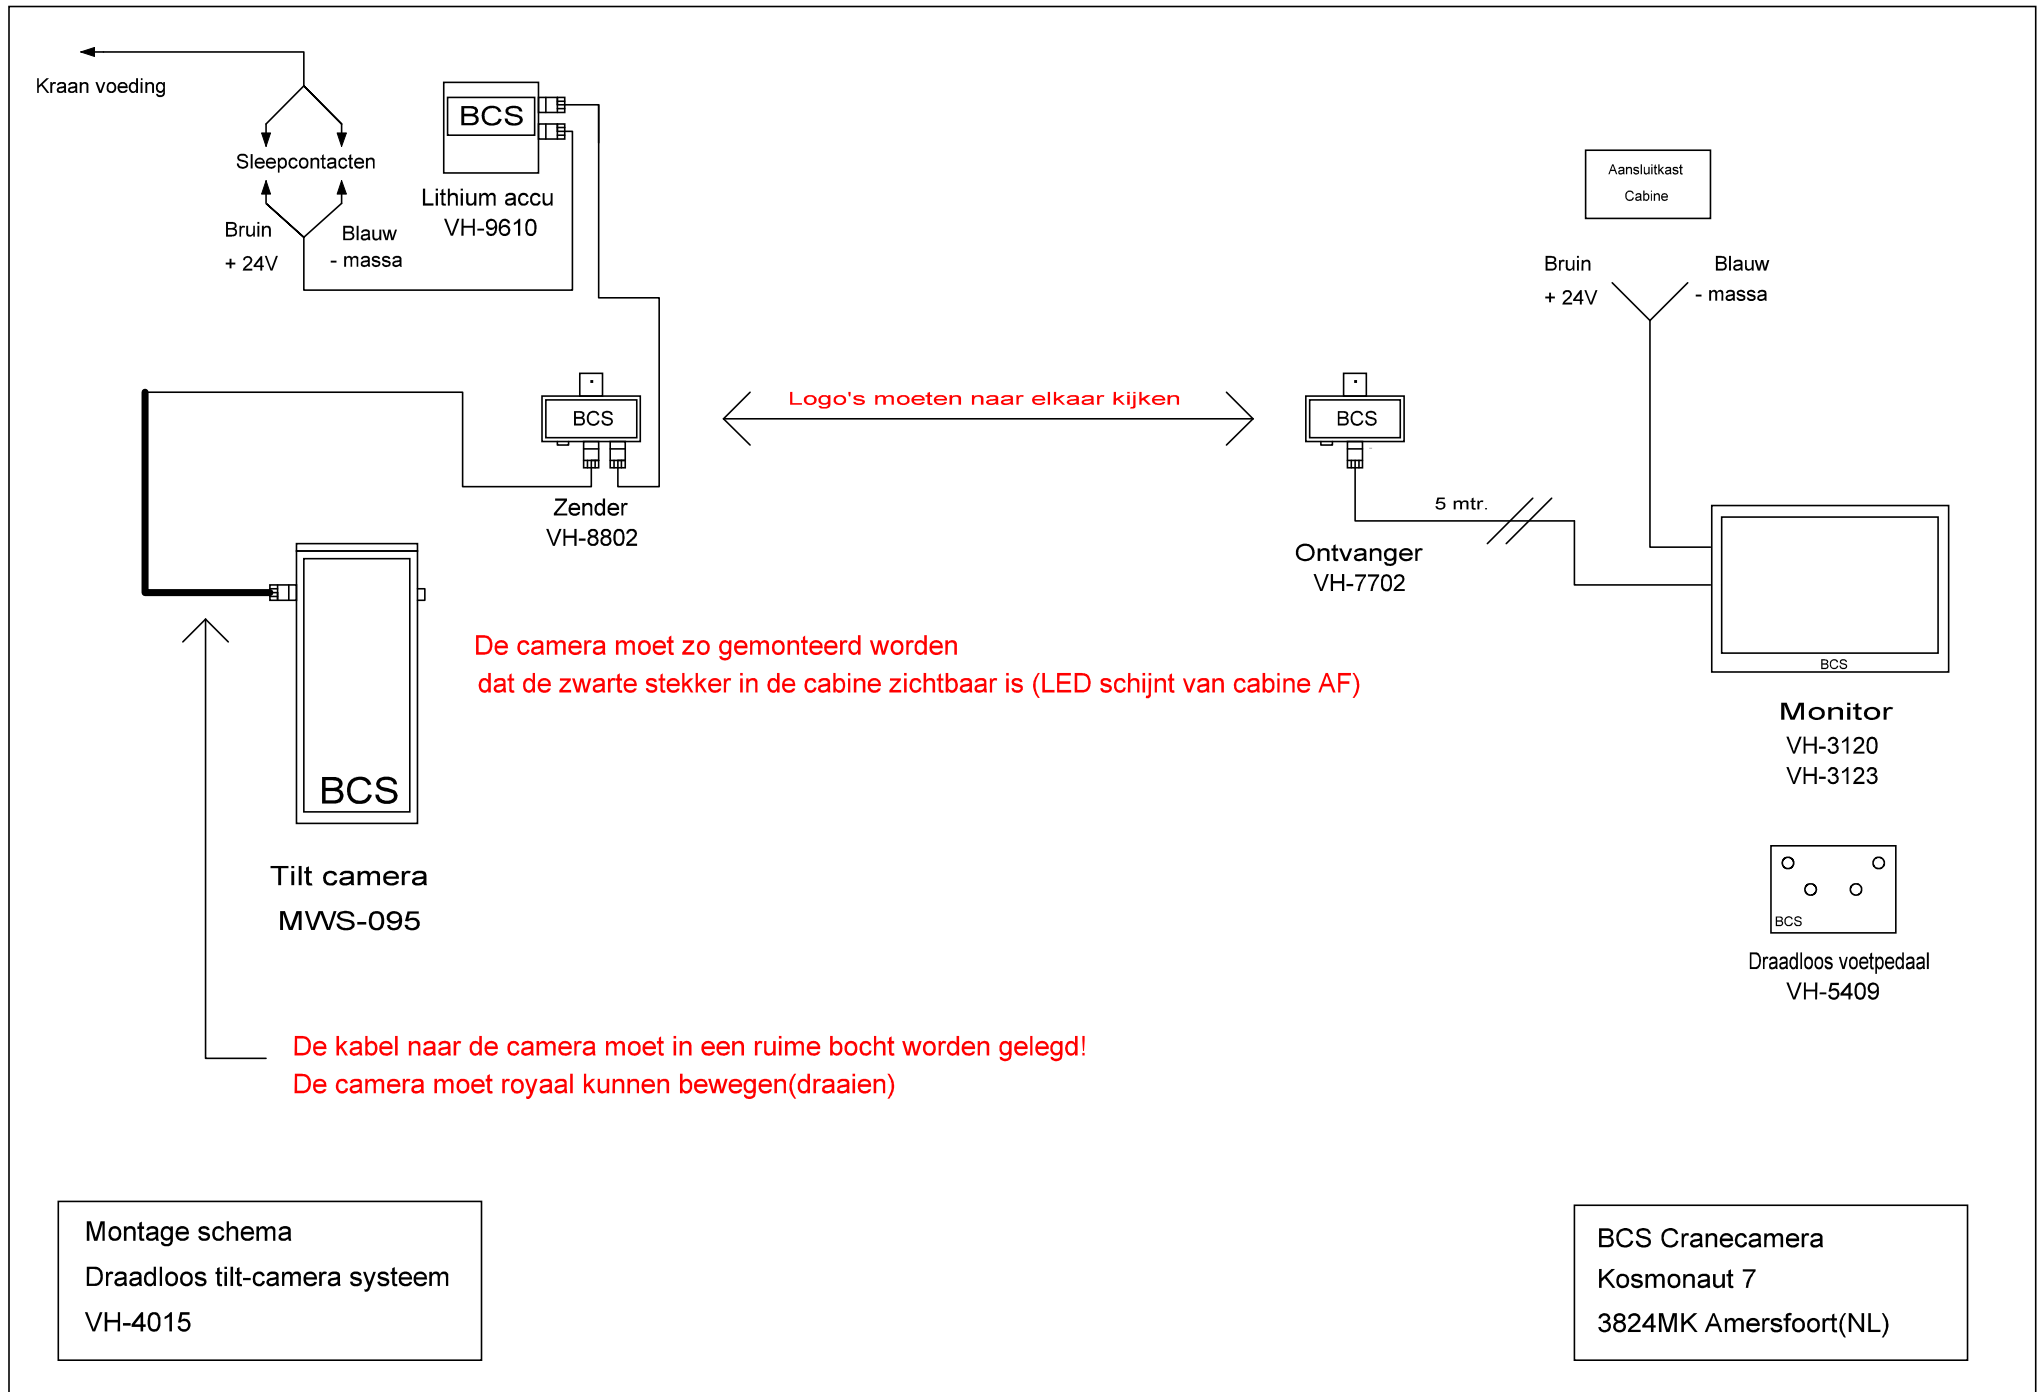 Kraan voeding
Sleepcontacten
Bruin
+ 24V
Blauw
- massa
BCS
Lithium accu
VH-9610
Aansluitkast
Cabine
Bruin
+ 24V
Blauw
- massa
BCS
Zender
VH-8802
Logo's moeten naar elkaar kijken
BCS
5 mtr.
Ontvanger
VH-7702
BCS
Monitor
VH-3120
VH-3123
De camera moet zo gemonteerd worden
dat de zwarte stekker in de cabine zichtbaar is (LED schijnt van cabine AF)
BCS
Tilt camera
MWS-095
BCS
Draadloos voetpedaal
VH-5409
De kabel naar de camera moet in een ruime bocht worden gelegd!
De camera moet royaal kunnen bewegen(draaien)
Montage schema
Draadloos tilt-camera systeem
VH-4015
BCS Cranecamera
Kosmonaut 7
3824MK Amersfoort(NL)